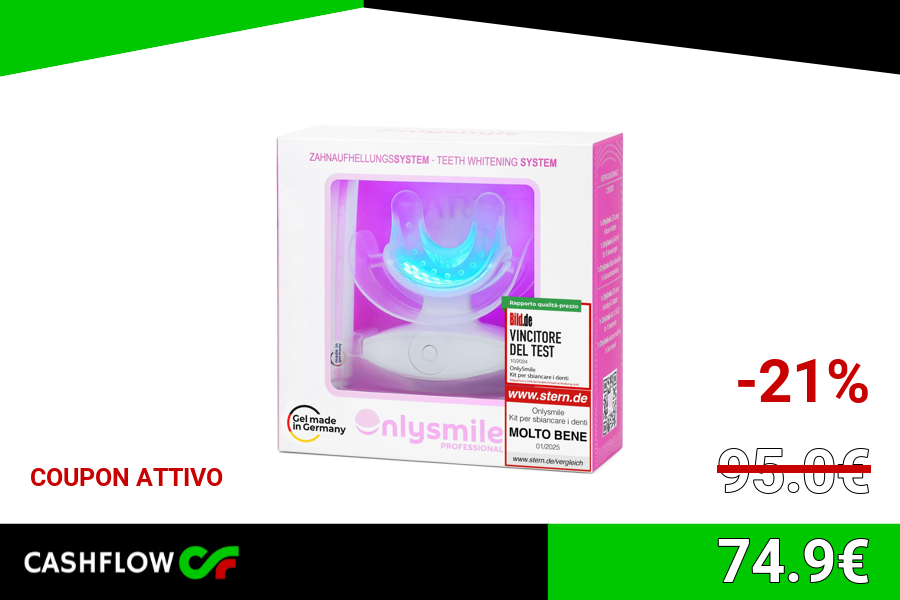 ZAHNAUFHELLUNGSSYSTEM - TEETH WHITENING SYSTEM
Rapporto qualità-prezzo
Bild.de
VINCITORE
DEL TEST
10/2024
OnlySmile
Kit per sbiancare i denti
www.stern.de
Onlysmile
Kit per sbiancare i denti
MOLTO BENE
01/2025
www.stern.de/vergleich
Gel made
in Germany
Onlysmile
PROFESSIONAL
-21%
95.0€
COUPON ATTIVO
CASHFLOW
74.9€